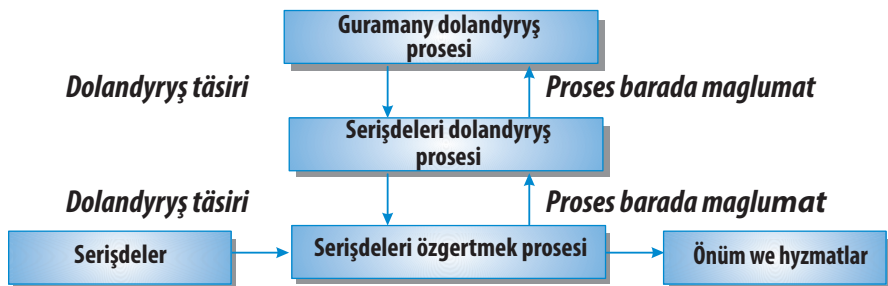 Guramany dolandyryş
prosesi
Dolandyryş täsiri
Proses barada maglumat
Serişdeleri dolandyryş
prosesi
Dolandyryş täsiri
Proses barada maglumat
Serişdeler
Serişdeleri özgertmek prosesi
Önüm we hyzmatlar